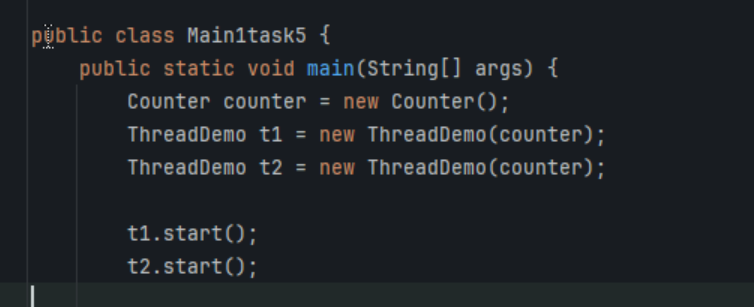 public class Main1task5 {
    public static void main(String[] args) {
        Counter counter = new Counter();
        ThreadDemo t1 = new ThreadDemo(counter);
        ThreadDemo t2 = new ThreadDemo(counter);

        t1.start();
        t2.start();